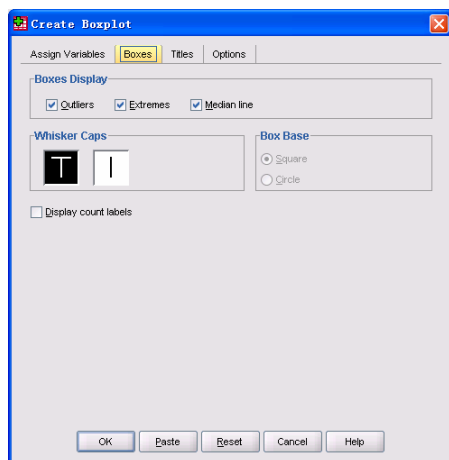 Create Boxplot
Assign Variables Boxes Titles Options
Boxes Display
Outliers Extremes Median line
Whisker Caps Box Base
Square
Circle
Display count labels
OK Paste Reset Cancel Help